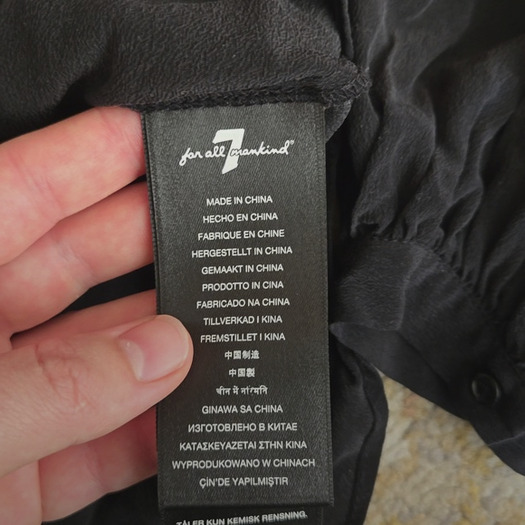 7
for all mankind®
MADE IN CHINA
HECHO EN CHINA
FABRIQUE EN CHINE
HERGESTELLT IN CHINA
GEMAAKT IN CHINA
PRODOTTO IN CINA
FABRICADO NA CHINA
TILLVERKAD I KINA
FREMSTILLET I KINA
中国制造
中国製
चीन में नार्मित
GINAWA SA CHINA
ИЗГОТОВЛЕНО В КИТАЕ
ΚΑΤΑΣΚΕΥΑΖΕΤΑΙ ΣΤΗΝ ΚΙΝΑ
WYPRODUKOWANO W CHINACH
ÇİN'DE YAPILMIŞTIR
TÅLER KUN KEMISK RENSNING.